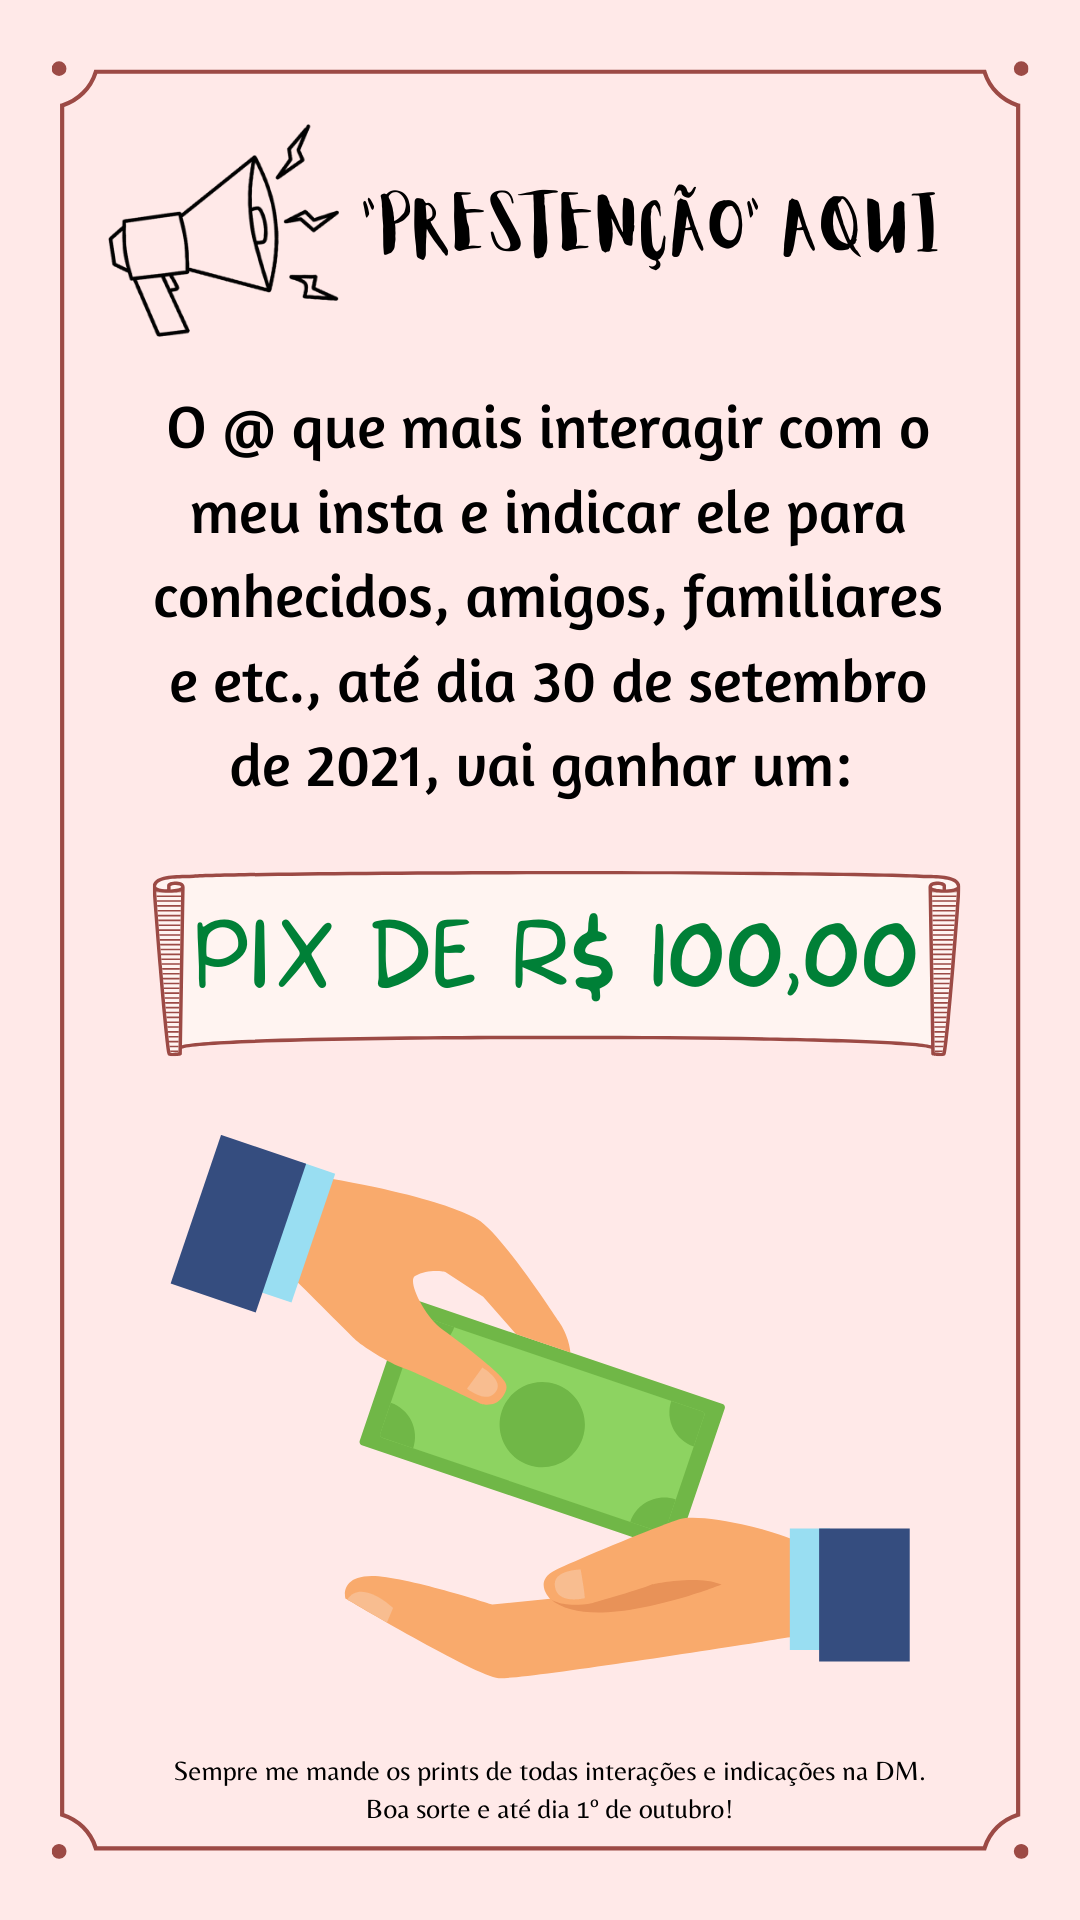 "PRESTENÇÃO" AQUI
O @ que mais interagir com o
meu insta e indicar ele para
conhecidos, amigos, familiares
e etc., até dia 30 de setembro
de 2021, vai ganhar um:
PIX DE R$ 100,00
Sempre me mande os prints de todas interações e indicações na DM.
Boa sorte e até dia 1º de outubro!